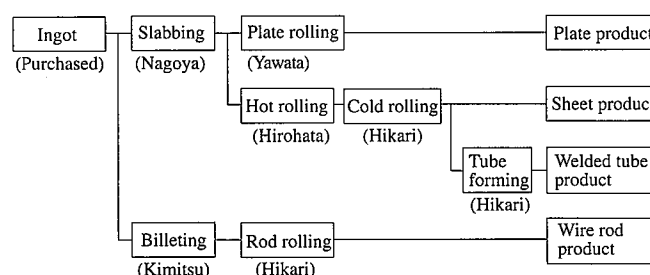 Ingot
Slabbing
Plate rolling
Plate product
(Purchased)
(Nagoya)
(Yawata)
Hot rolling
Cold rolling
Sheet product
(Hirohata)
(Hikari)
Tube
forming
Welded tube
product
(Hikari)
Billeting
Rod rolling
Wire rod
product
(Kimitsu)
(Hikari)